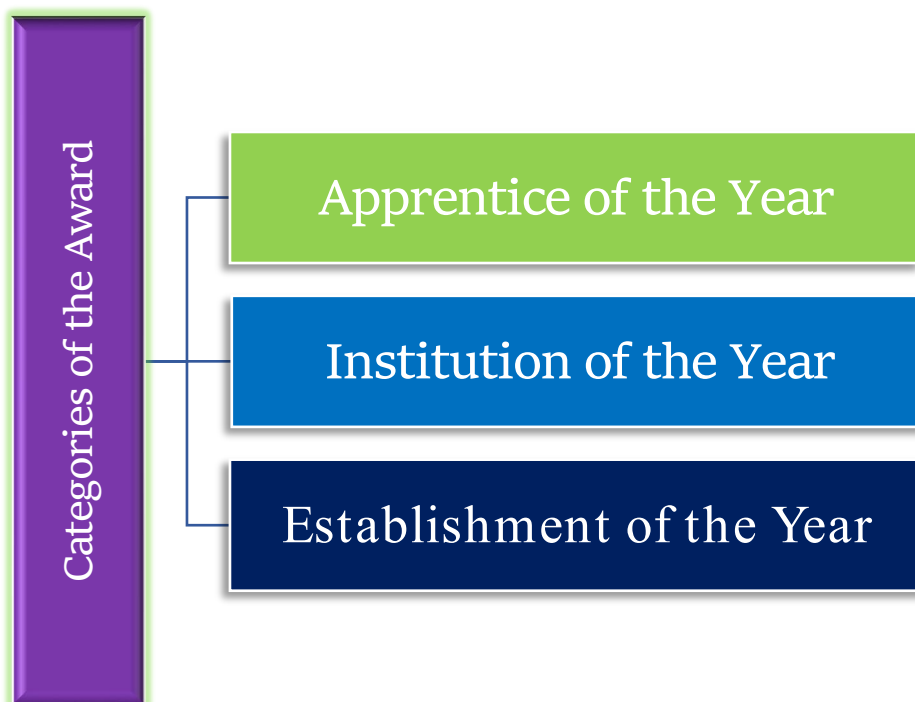 Categories of the Award
Apprentice of the Year
Institution of the Year
Establishment of the Year